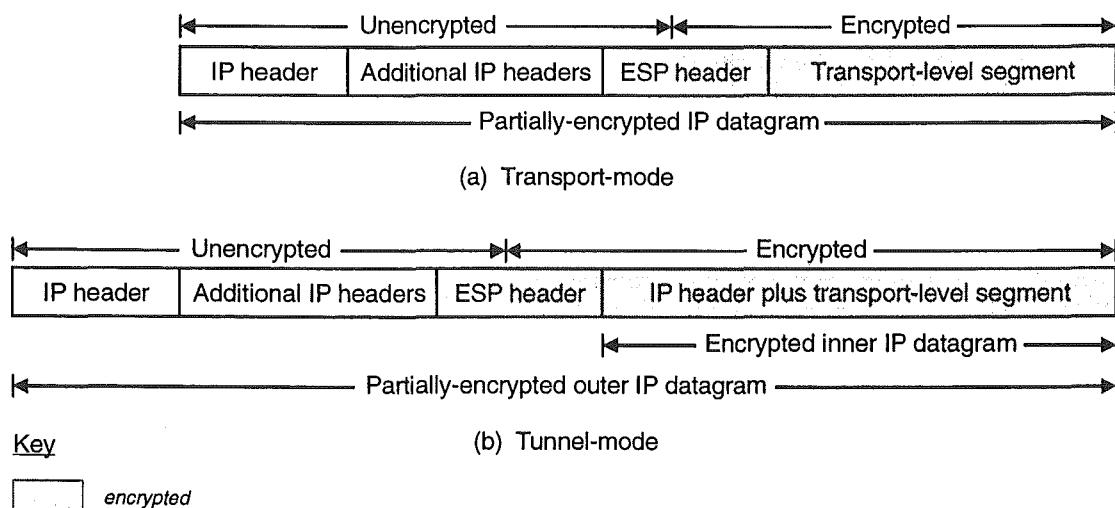 Unencrypted Encrypted
IP header Additional IP headers ESP header Transport-level segment
Partially-encrypted IP datagram
(a) Transport-mode
Unencrypted Encrypted
IP header Additional IP headers ESP header IP header plus transport-level segment
Encrypted inner IP datagram
Partially-encrypted outer IP datagram
(b) Tunnel-mode
Key
encrypted